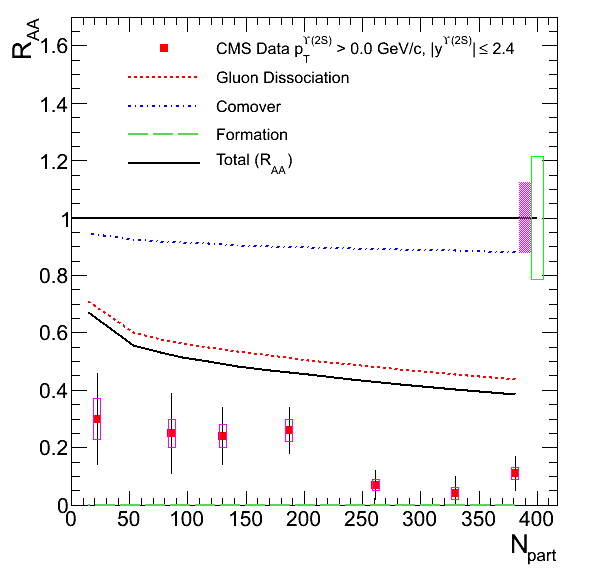 R_AA
CMS Data p_T^ϒ(2S) > 0.0 GeV/c, |y^ϒ(2S)| ≤ 2.4
Gluon Dissociation
Comover
Formation
Total (R_AA)
1.6
1.4
1.2
1
0.8
0.6
0.4
0.2
0
0 50 100 150 200 250 300 350 400
N_part